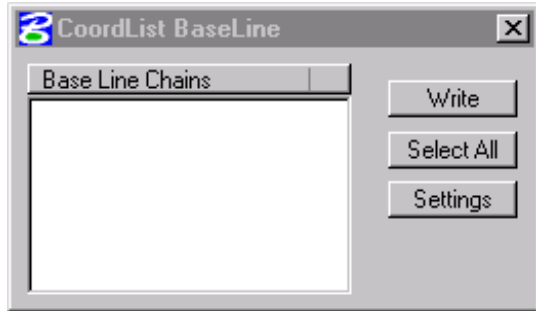 CoordList BaseLine
Base Line Chains
Write
Select All
Settings